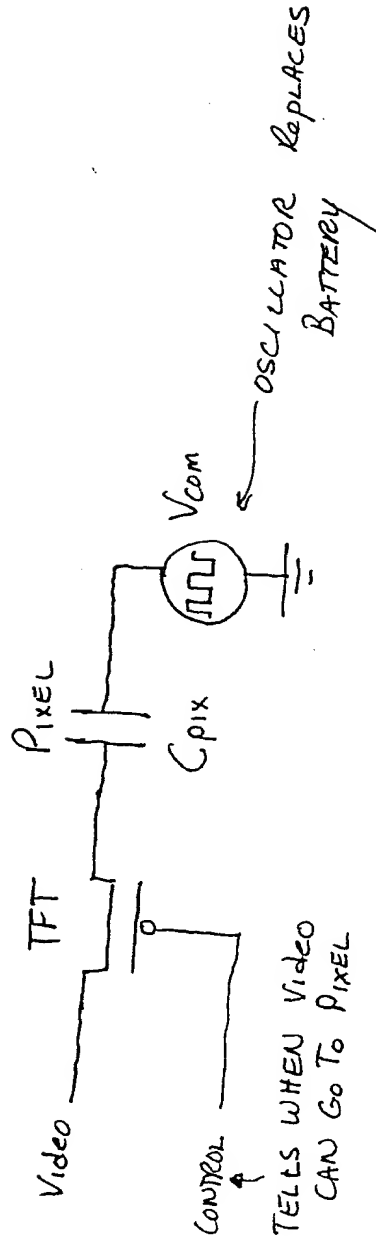 Video
TFT
PIXEL
Cpix
Vcom
OSCILLATOR REPLACES
BATTERY
CONTROL
TELLS WHEN Video
CAN GO TO PIXEL